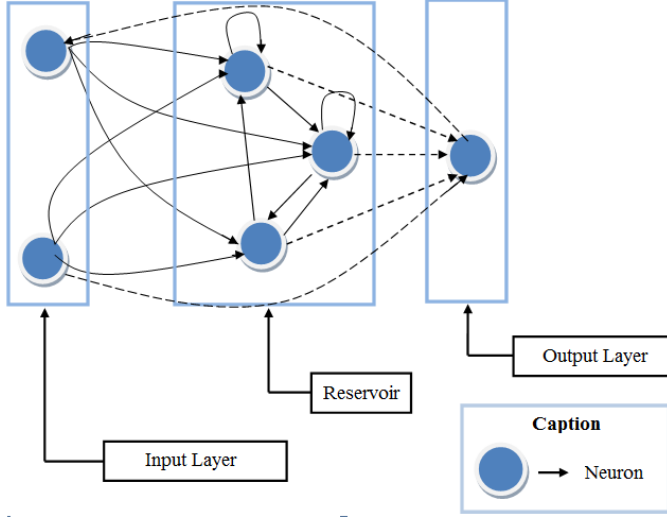 Output Layer
Reservoir
Caption
Input Layer
Neuron